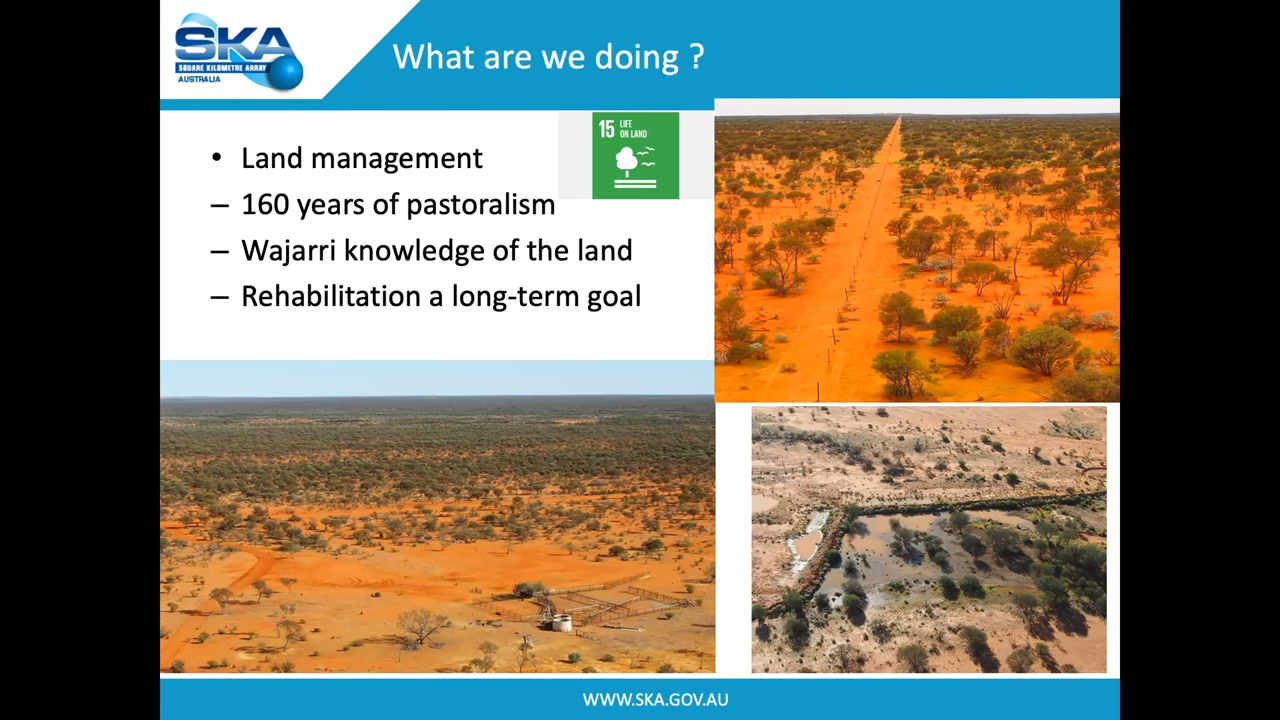 SKA
SQUARE KILOMETRE ARRAY
AUSTRALIA
What are we doing ?
15 LIFE
ON LAND
• Land management
– 160 years of pastoralism
– Wajarri knowledge of the land
– Rehabilitation a long-term goal
WWW.SKA.GOV.AU